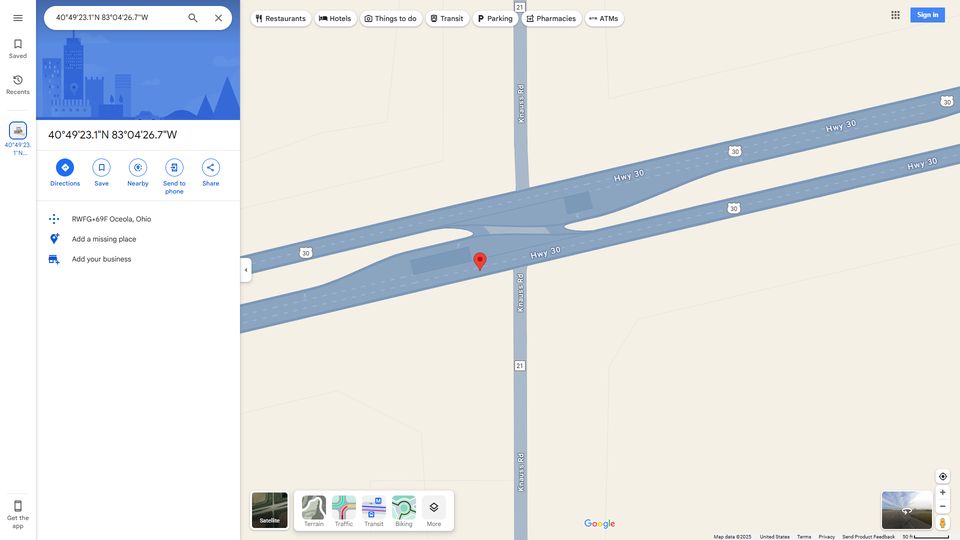 40°49'23.1"N 83°04'26.7"W
Restaurants
Hotels
Things to do
Transit
Parking
Pharmacies
ATMs
Sign in
Saved
Recents
40°49'23.
1"N...
40°49'23.1"N 83°04'26.7"W
Directions
Save
Nearby
Send to
phone
Share
RWFG+69F Oceola, Ohio
Add a missing place
Add your business
Get the
app
21
Knauss Rd
30
Hwy 30
30
Hwy 30
Hwy 30
30
Hwy 30
30
Knauss Rd
21
Knauss Rd
Satellite
Terrain
Traffic
Transit
Biking
More
Google
Map data ©2025
United States
Terms
Privacy
Send Product Feedback
50 ft